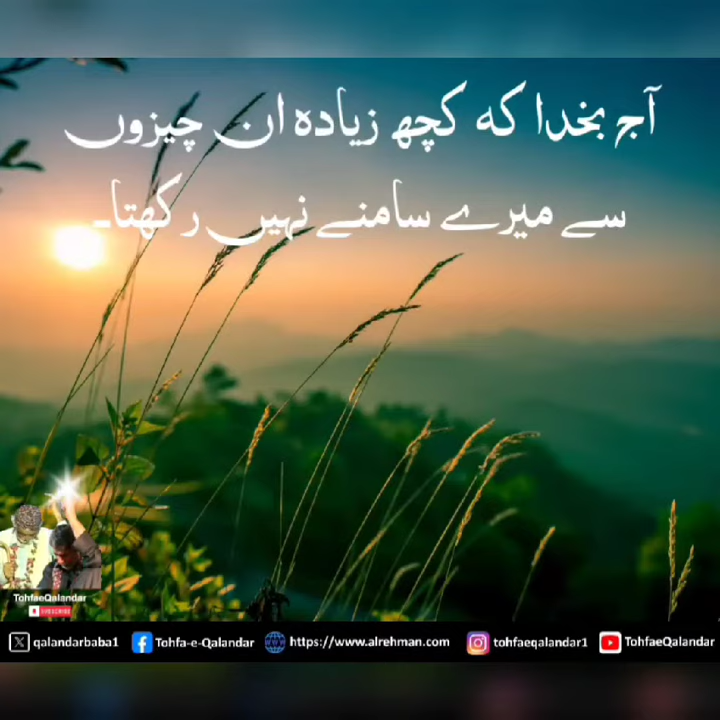 آج بخدا کہ کچھ زیادہ ان چیزوں
سے میرے سامنے نہیں رکھتا۔
TohfaeQalandar
SUBSCRIBE
qalandarbaba1 Tohfa-e-Qalandar https://www.alrehman.com tohfaeqalandar1 TohfaeQalandar